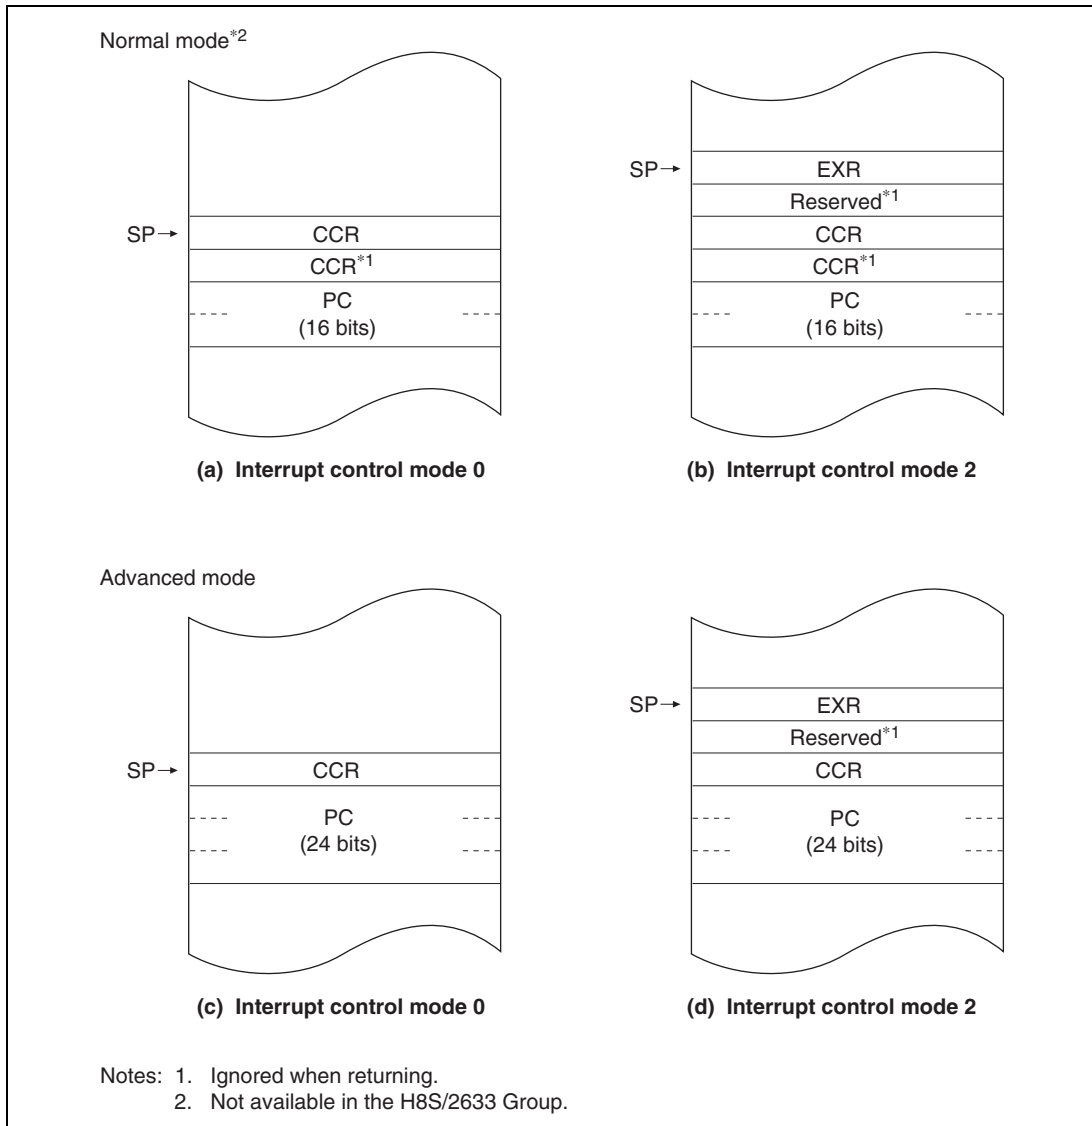 Normal mode*2
SP→
CCR
CCR*1
PC
(16 bits)
(a) Interrupt control mode 0
SP→
EXR
Reserved*1
CCR
CCR*1
PC
(16 bits)
(b) Interrupt control mode 2
Advanced mode
SP→
CCR
PC
(24 bits)
(c) Interrupt control mode 0
SP→
EXR
Reserved*1
CCR
PC
(24 bits)
(d) Interrupt control mode 2
Notes: 1. Ignored when returning.
2. Not available in the H8S/2633 Group.